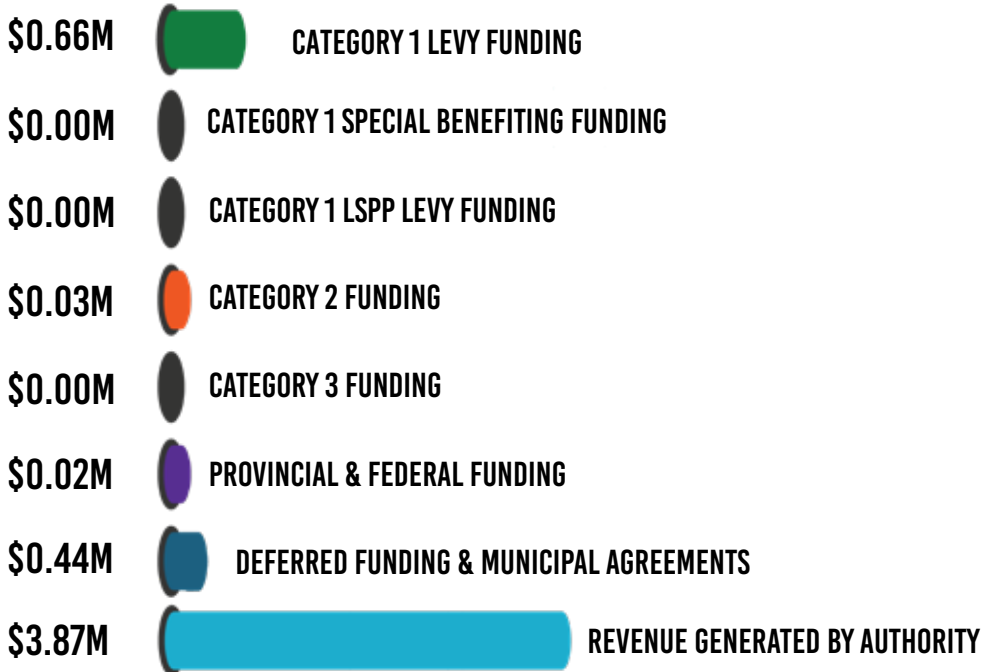 $0.66M CATEGORY 1 LEVY FUNDING
$0.00M CATEGORY 1 SPECIAL BENEFITING FUNDING
$0.00M CATEGORY 1 LSPP LEVY FUNDING
$0.03M CATEGORY 2 FUNDING
$0.00M CATEGORY 3 FUNDING
$0.02M PROVINCIAL & FEDERAL FUNDING
$0.44M DEFERRED FUNDING & MUNICIPAL AGREEMENTS
$3.87M REVENUE GENERATED BY AUTHORITY